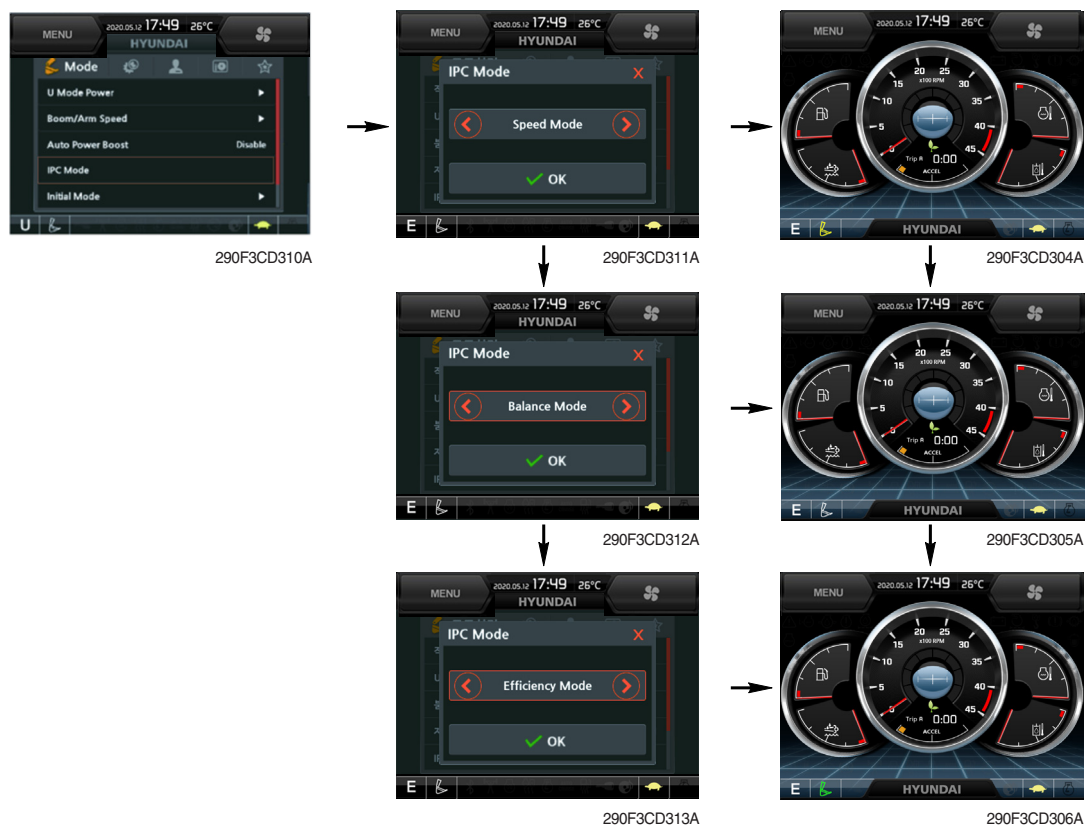 MENU 2020.05.12 17:49 26°C
HYUNDAI
Mode
U Mode Power
Boom/Arm Speed
Auto Power Boost Disable
IPC Mode
Initial Mode
U
290F3CD310A
MENU 2020.05.12 17:49 26°C
HYUNDAI
IPC Mode X
Speed Mode
OK
E
290F3CD311A
MENU 2020.05.12 17:49 26°C
20 25
x100 RPM
15 30
10 35
5 40
0 45
Trip A 0:00
ACCEL
E HYUNDAI
290F3CD304A
MENU 2020.05.12 17:49 26°C
HYUNDAI
IPC Mode X
Balance Mode
OK
E
290F3CD312A
MENU 2020.05.12 17:49 26°C
20 25
x100 RPM
15 30
10 35
5 40
0 45
Trip A 0:00
ACCEL
E HYUNDAI
290F3CD305A
MENU 2020.05.12 17:49 26°C
HYUNDAI
IPC Mode X
Efficiency Mode
OK
E
290F3CD313A
MENU 2020.05.12 17:49 26°C
20 25
x100 RPM
15 30
10 35
5 40
0 45
Trip A 0:00
ACCEL
E HYUNDAI
290F3CD306A